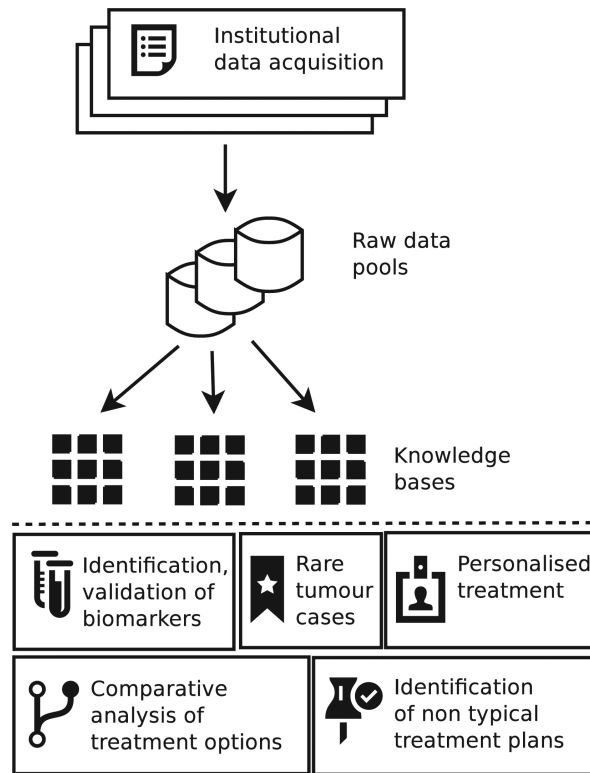 Institutional
data acquisition
Raw data
pools
Knowledge
bases
Identification,
validation of
biomarkers
Rare
tumour
cases
Personalised
treatment
Comparative
analysis of
treatment options
Identification
of non typical
treatment plans